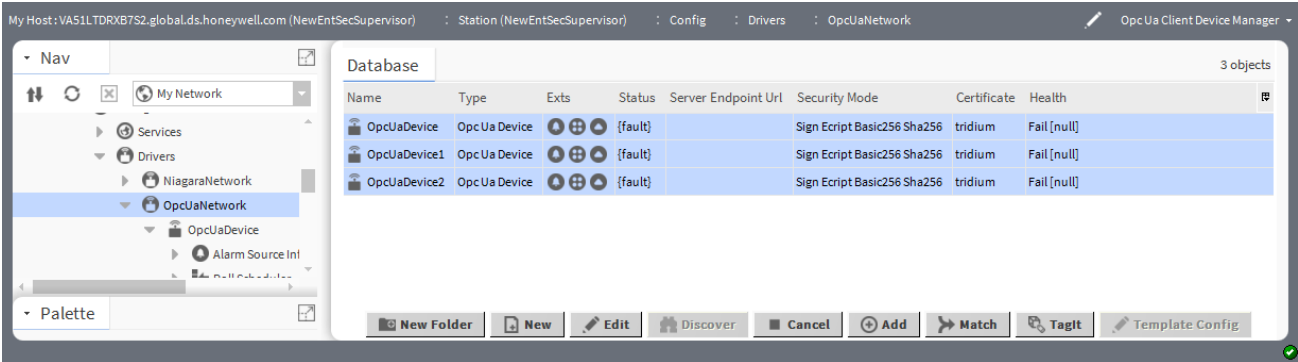 My Host : VA51LTDRXB7S2.global.ds.honeywell.com (NewEntSecSupervisor) : Station (NewEntSecSupervisor) : Config : Drivers : OpcUaNetwork Opc Ua Client Device Manager
Nav
My Network
Services
Drivers
NiagaraNetwork
OpcUaNetwork
OpcUaDevice
Alarm Source Inf
Palette
Database 3 objects
Name Type Exts Status Server Endpoint Url Security Mode Certificate Health
OpcUaDevice Opc Ua Device {fault} Sign Ecript Basic256 Sha256 tridium Fail [null]
OpcUaDevice1 Opc Ua Device {fault} Sign Ecript Basic256 Sha256 tridium Fail [null]
OpcUaDevice2 Opc Ua Device {fault} Sign Ecript Basic256 Sha256 tridium Fail [null]
New Folder New Edit Discover Cancel Add Match TagIt Template Config